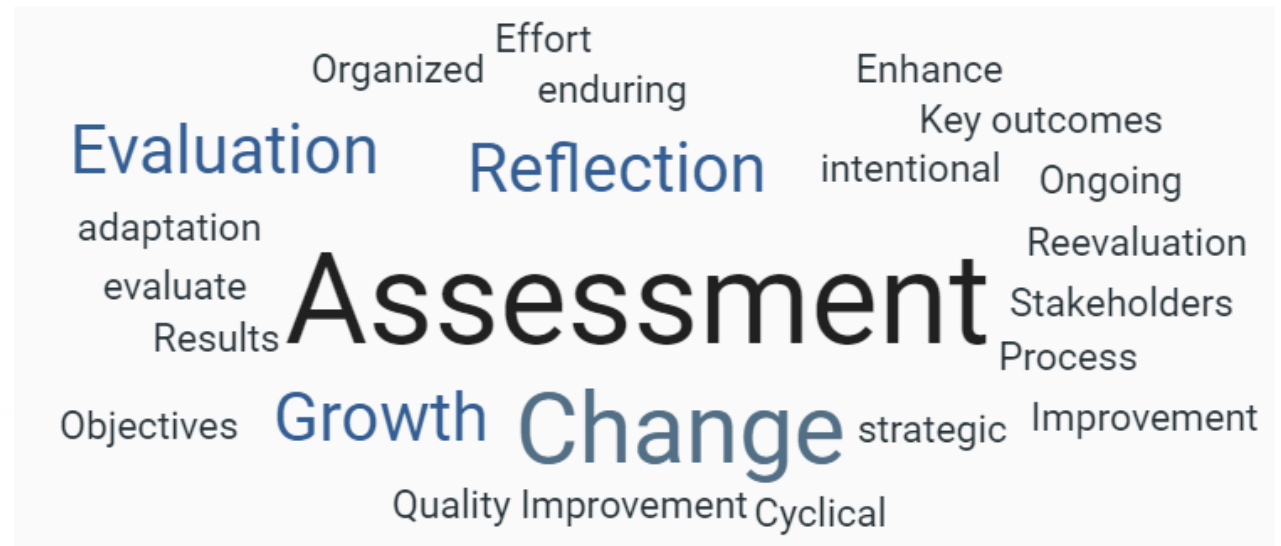 Effort
Organized
enduring
Enhance
Key outcomes
Evaluation
Reflection
intentional
Ongoing
adaptation
Reevaluation
evaluate
Assessment
Stakeholders
Results
Process
Objectives
Growth
Change
strategic
Improvement
Quality Improvement
Cyclical